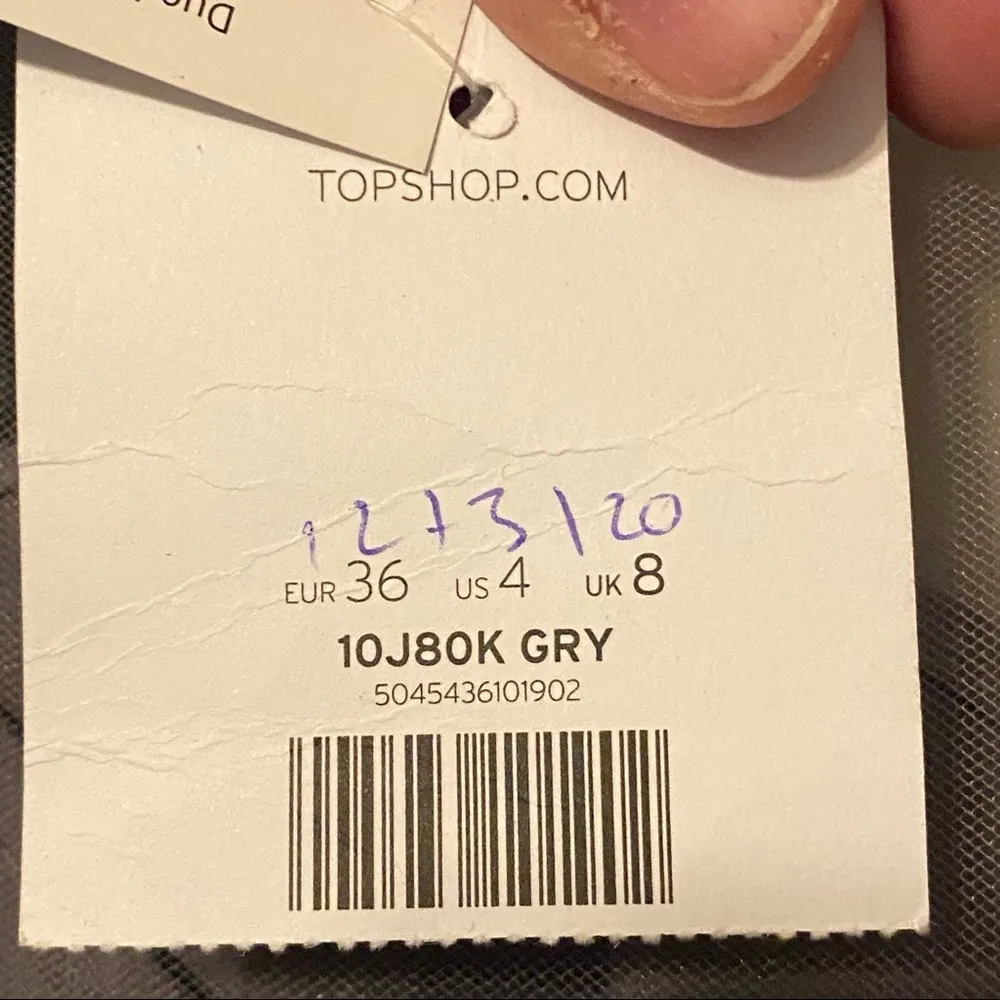 TOPSHOP.COM
12/3/20
EUR 36 US 4 UK 8
10J80K GRY
5045436101902